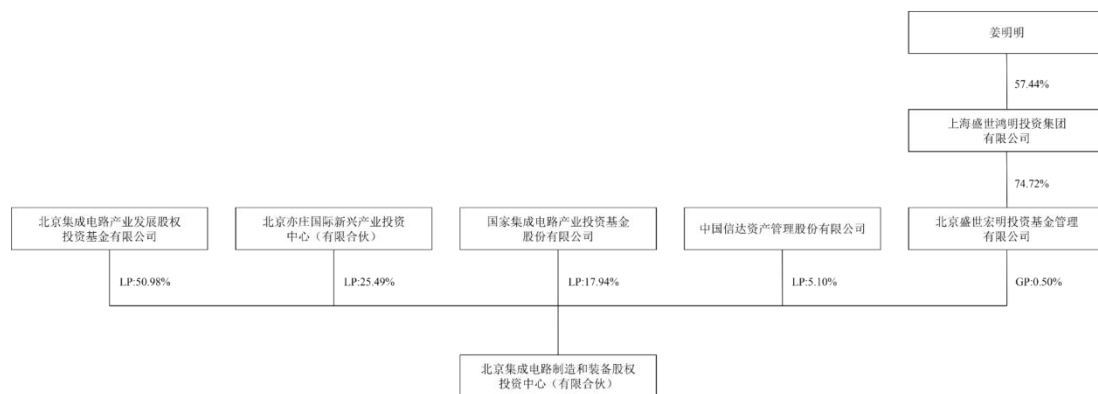 姜明明
57.44%
上海盛世鸿明投资集团
有限公司
74.72%
北京集成电路产业发展股权
投资基金有限公司
北京亦庄国际新兴产业投资
中心（有限合伙）
国家集成电路产业投资基金
股份有限公司
中国信达资产管理股份有限公司
北京盛世宏明投资基金管理
有限公司
LP:50.98%
LP:25.49%
LP:17.94%
LP:5.10%
GP:0.50%
北京集成电路制造和装备股权
投资中心（有限合伙）